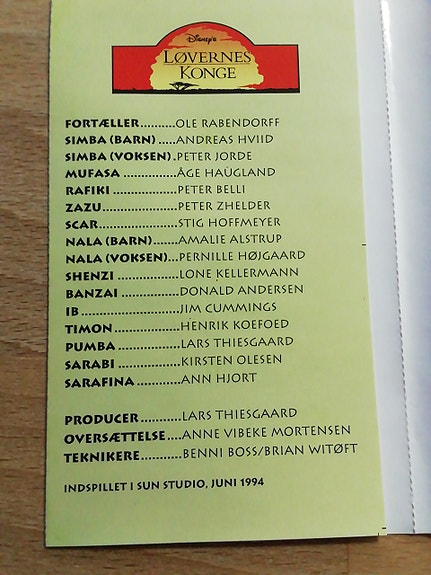 Disney's
LØVERNES
KONGE
FORTÆLLER..........OLE RABENDORFF
SIMBA (BARN) .....ANDREAS HVIID
SIMBA (VOKSEN) .PETER JORDE
MUFASA ...........ÅGE HAÙGLAND
RAFIKI .............PETER BELLI
ZAZU................PETER ZHELDER
SCAR.................STIG HOFFMEYER
NALA (BARN).......AMALIE ALSTRUP
NALA (VOKSEN)...PERNILLE HØJGAARD
SHENZI .............LONE KELLERMANN
BANZAI ............DONALD ANDERSEN
IB .....................JIM CUMMINGS
TIMON ..............HENRIK KOEFOED
PUMBA .............LARS THIESGAARD
SARABI .............KIRSTEN OLESEN
SARAFINA ..........ANN HJORT
PRODUCER .........LARS THIESGAARD
OVERSÆTTELSE ....ANNE VIBEKE MORTENSEN
TEKNIKERE..........BENNI BOSS/BRIAN WITØFT
INDSPILLET I SUN STUDIO, JUNI 1994